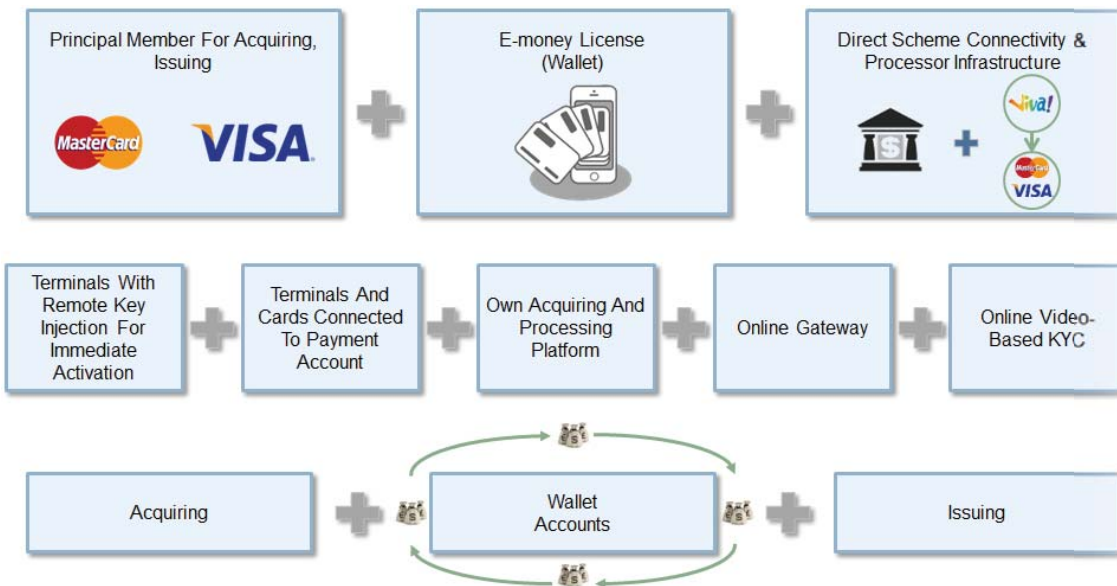 Principal Member For Acquiring,
Issuing
MasterCard
VISA
E-money License
(Wallet)
Direct Scheme Connectivity &
Processor Infrastructure
$
Viva!
MasterCard
VISA
Terminals With
Remote Key
Injection For
Immediate
Activation
Terminals And
Cards Connected
To Payment
Account
Own Acquiring And
Processing
Platform
Online Gateway
Online Video-
Based KYC
Acquiring
Wallet
Accounts
Issuing